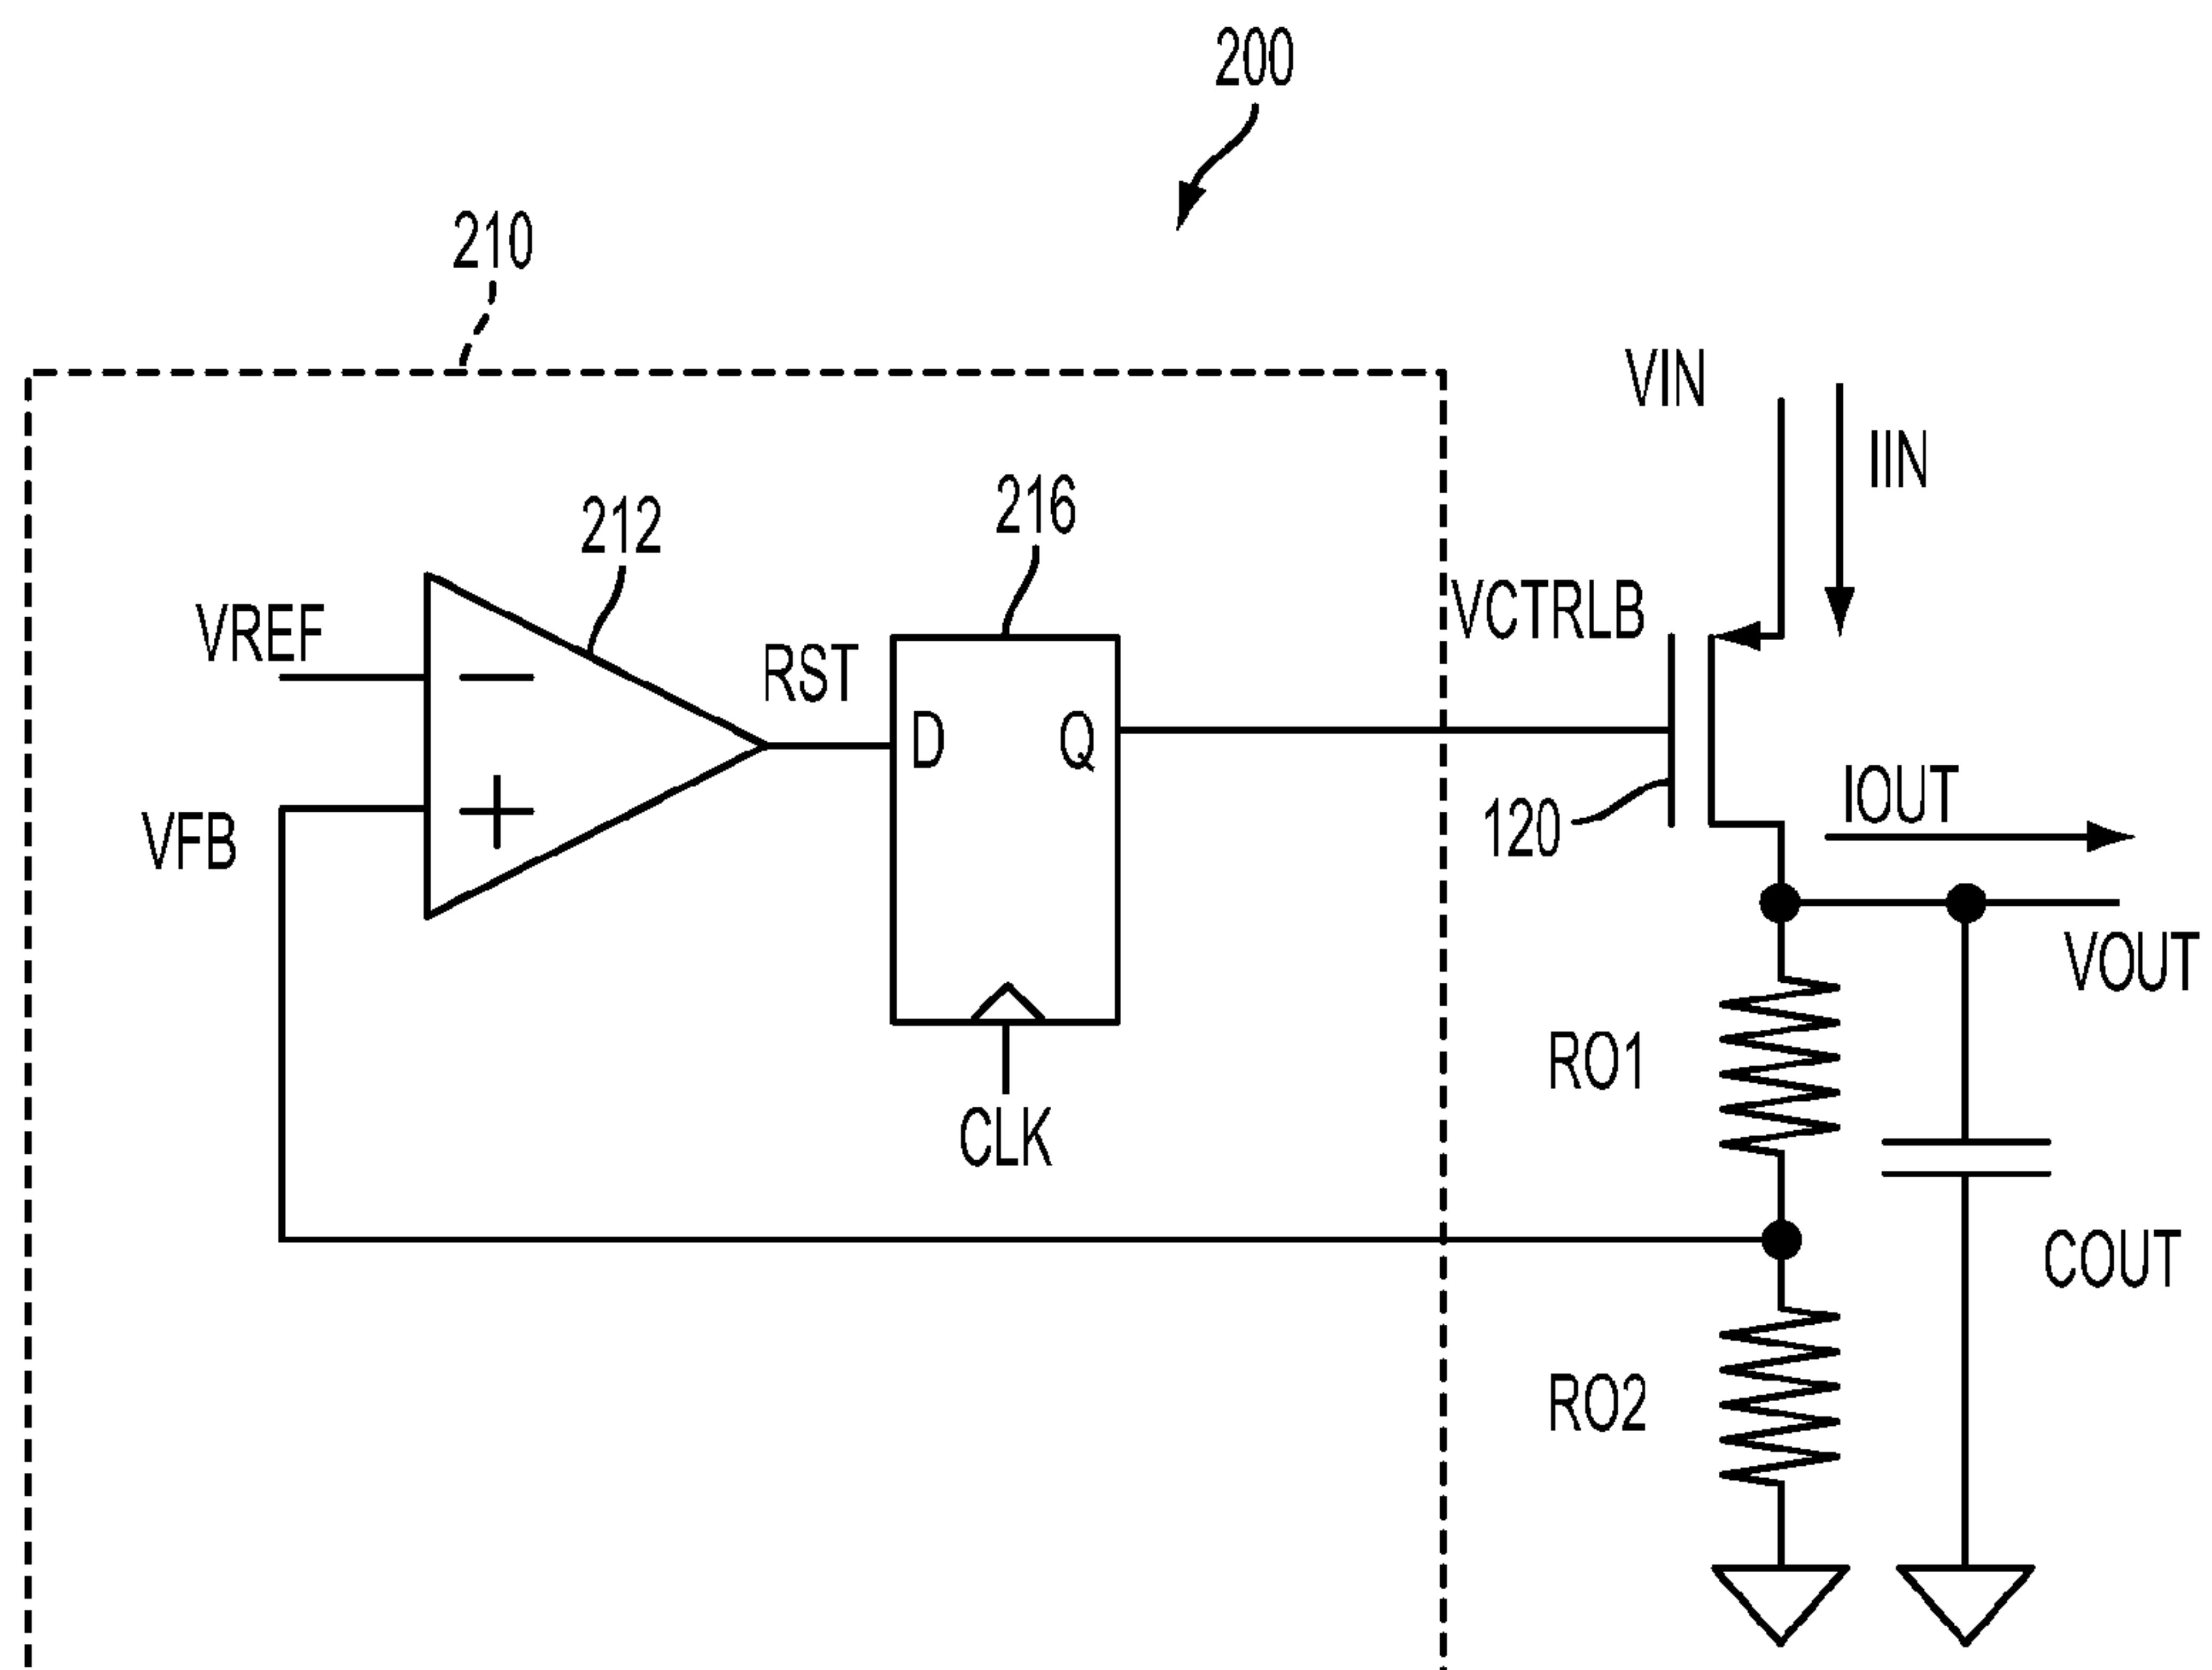 200
210
VIN
IIN
212
216
VREF
RST
VCTRLB
D
Q
−
+
VFB
120
IOUT
VOUT
RO1
CLK
COUT
RO2